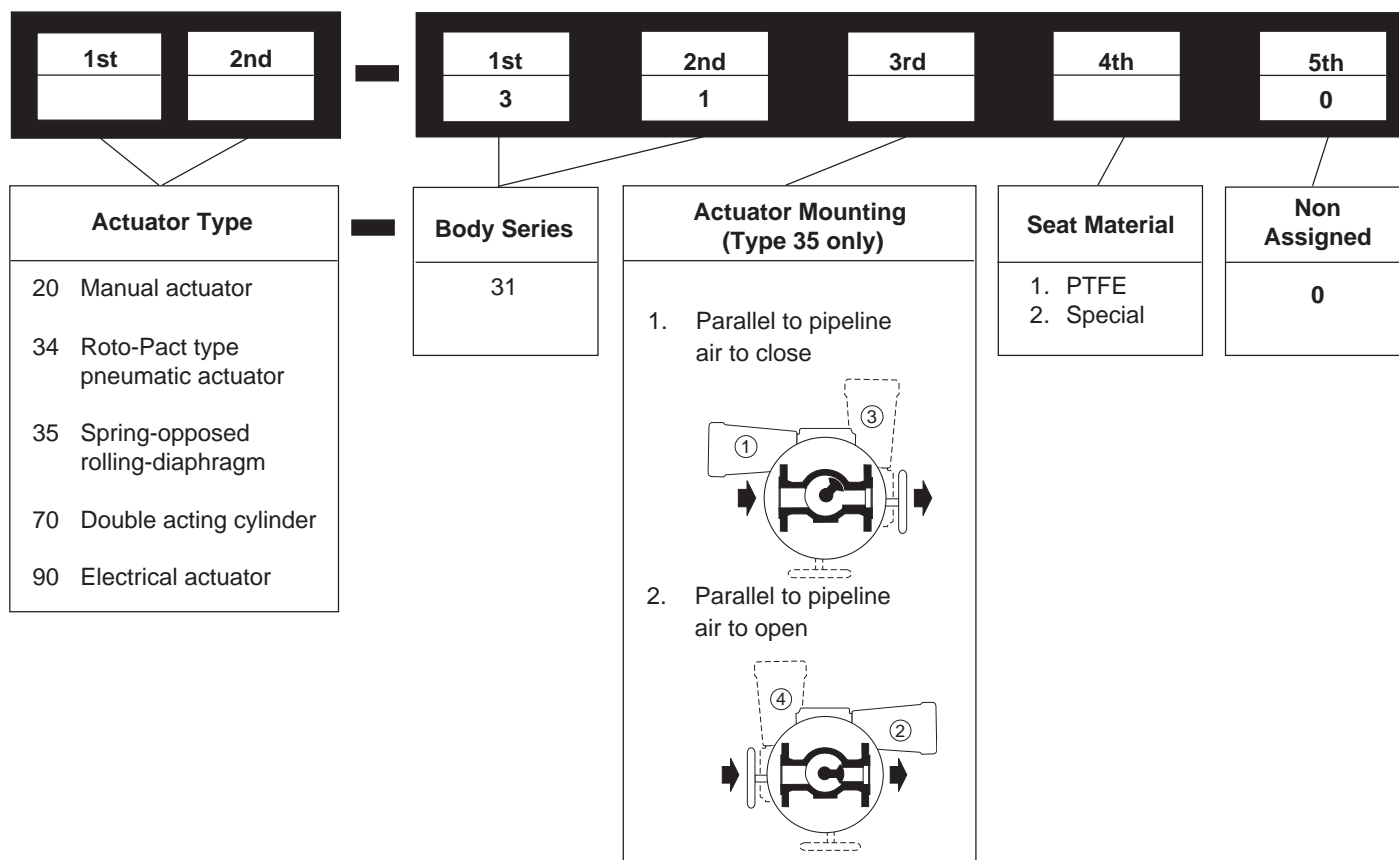 1st 2nd 1st 2nd 3rd 4th 5th
3 1 0
Actuator Type
20 Manual actuator
34 Roto-Pact type
pneumatic actuator
35 Spring-opposed
rolling-diaphragm
70 Double acting cylinder
90 Electrical actuator
Body Series
31
Actuator Mounting
(Type 35 only)
1. Parallel to pipeline
air to close
3
1
2. Parallel to pipeline
air to open
4
2
Seat Material
1. PTFE
2. Special
Non
Assigned
0